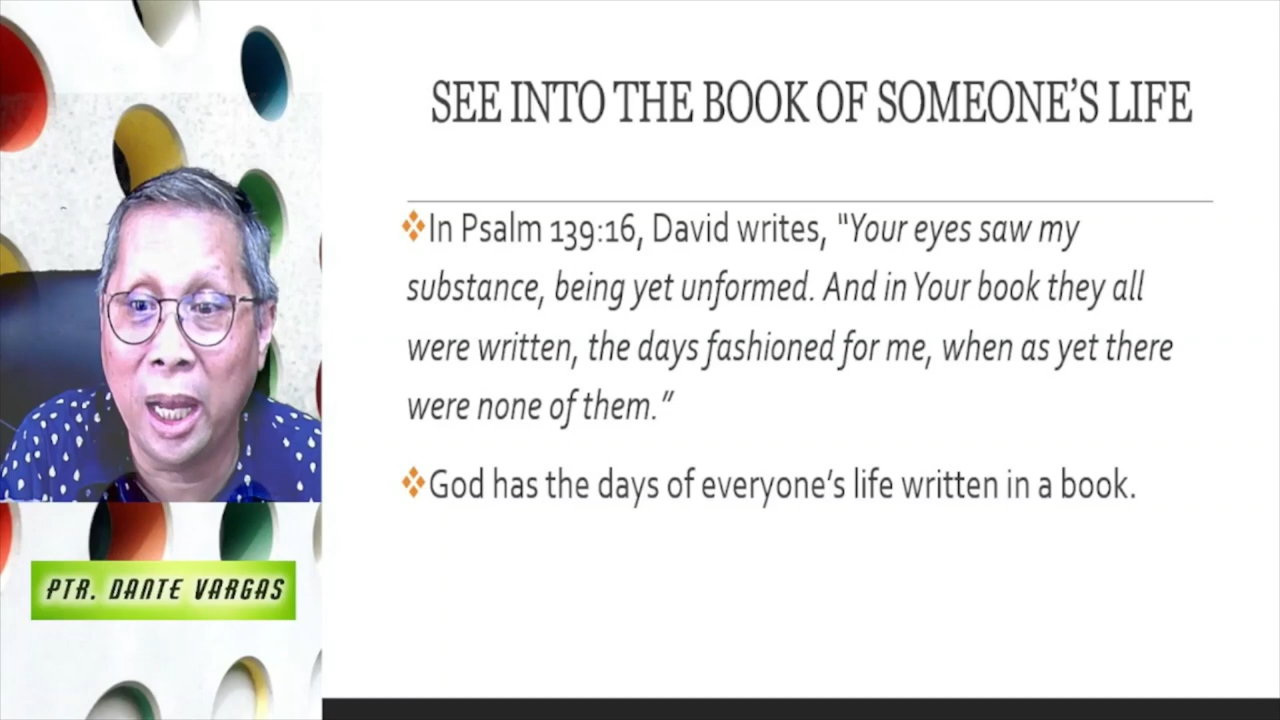 SEE INTO THE BOOK OF SOMEONE’S LIFE
In Psalm 139:16, David writes, “Your eyes saw my
substance, being yet unformed. And in Your book they all
were written, the days fashioned for me, when as yet there
were none of them.”
God has the days of everyone’s life written in a book.
PTR. DANTE VARGAS